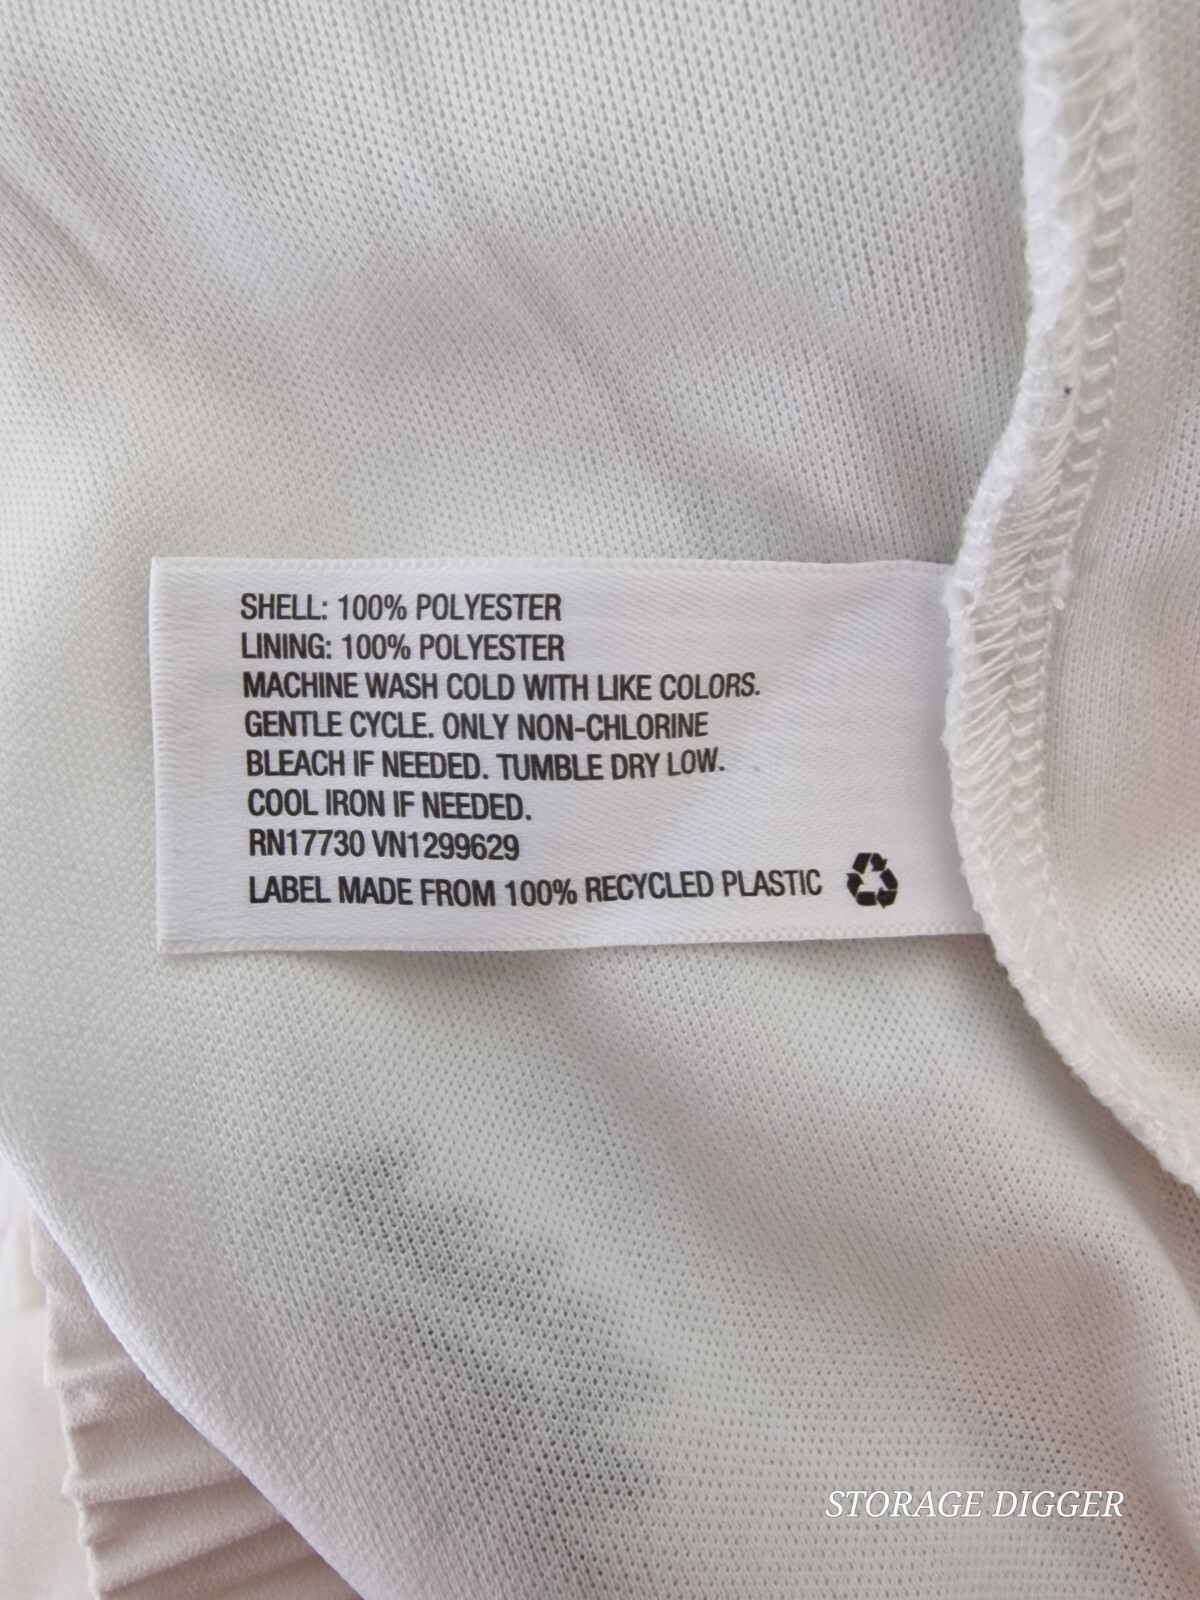 SHELL: 100% POLYESTER
LINING: 100% POLYESTER
MACHINE WASH COLD WITH LIKE COLORS.
GENTLE CYCLE. ONLY NON-CHLORINE
BLEACH IF NEEDED. TUMBLE DRY LOW.
COOL IRON IF NEEDED.
RN17730 VN1299629
LABEL MADE FROM 100% RECYCLED PLASTIC
STORAGE DIGGER